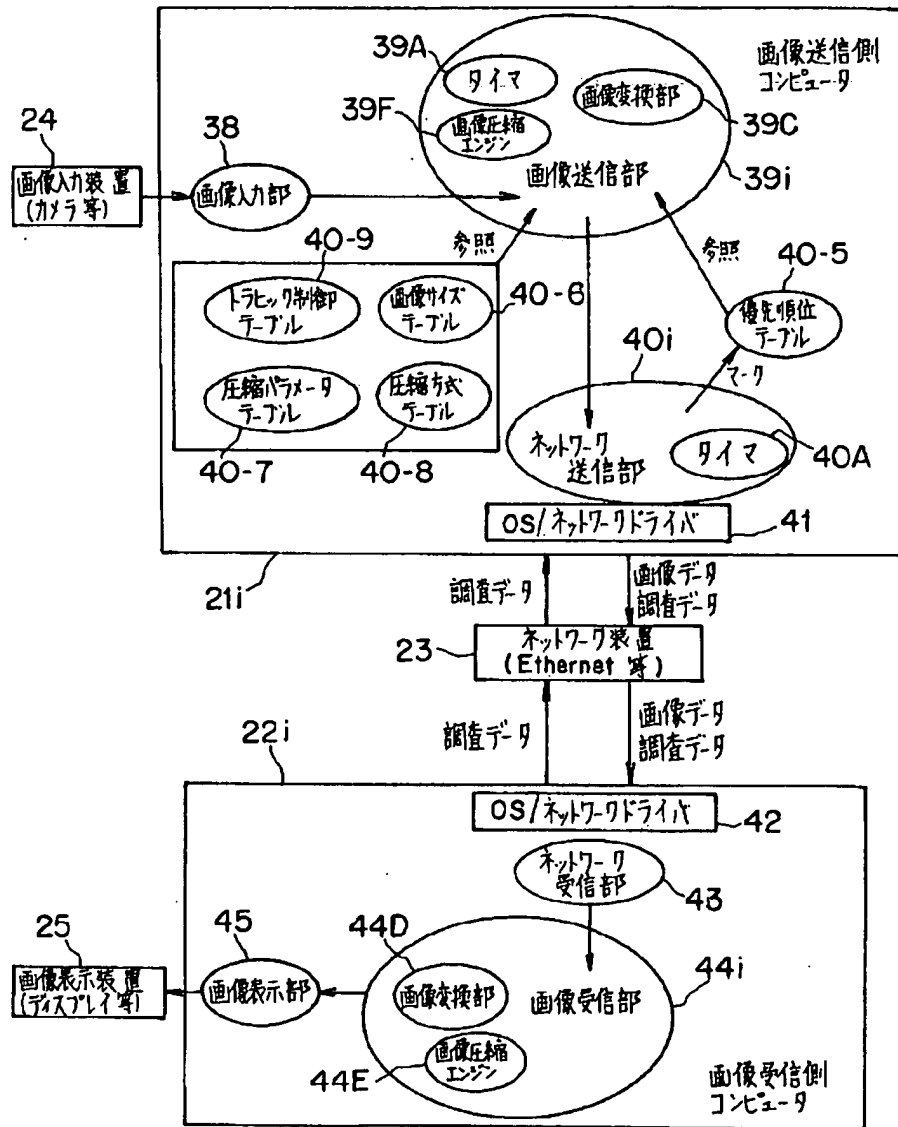 39A
タイマ
画像送信側
コンピュータ
39F
画像変換部
24
38
画像圧縮
エンジン
39C
画像入力装置
(カメラ等)
画像入力部
画像送信部
39i
参照
参照
40-9
40-5
トラヒック制御
テーブル
画像サイズ
テーブル
40-6
優先順位
テーブル
40i
マーク
圧縮パラメータ
テーブル
圧縮方式
テーブル
ネットワーク
送信部
タイマ
40A
40-7
40-8
OS/ネットワークドライバ
41
21i
調査データ
画像データ
調査データ
23
ネットワーク装置
(Ethernet 等)
調査データ
画像データ
調査データ
22i
OS/ネットワークドライバ
42
ネットワーク
受信部
43
25
45
44D
44i
画像表示装置
(ディスプレイ等)
画像表示部
画像変換部
画像受信部
画像圧縮
エンジン
44E
画像受信側
コンピュータ